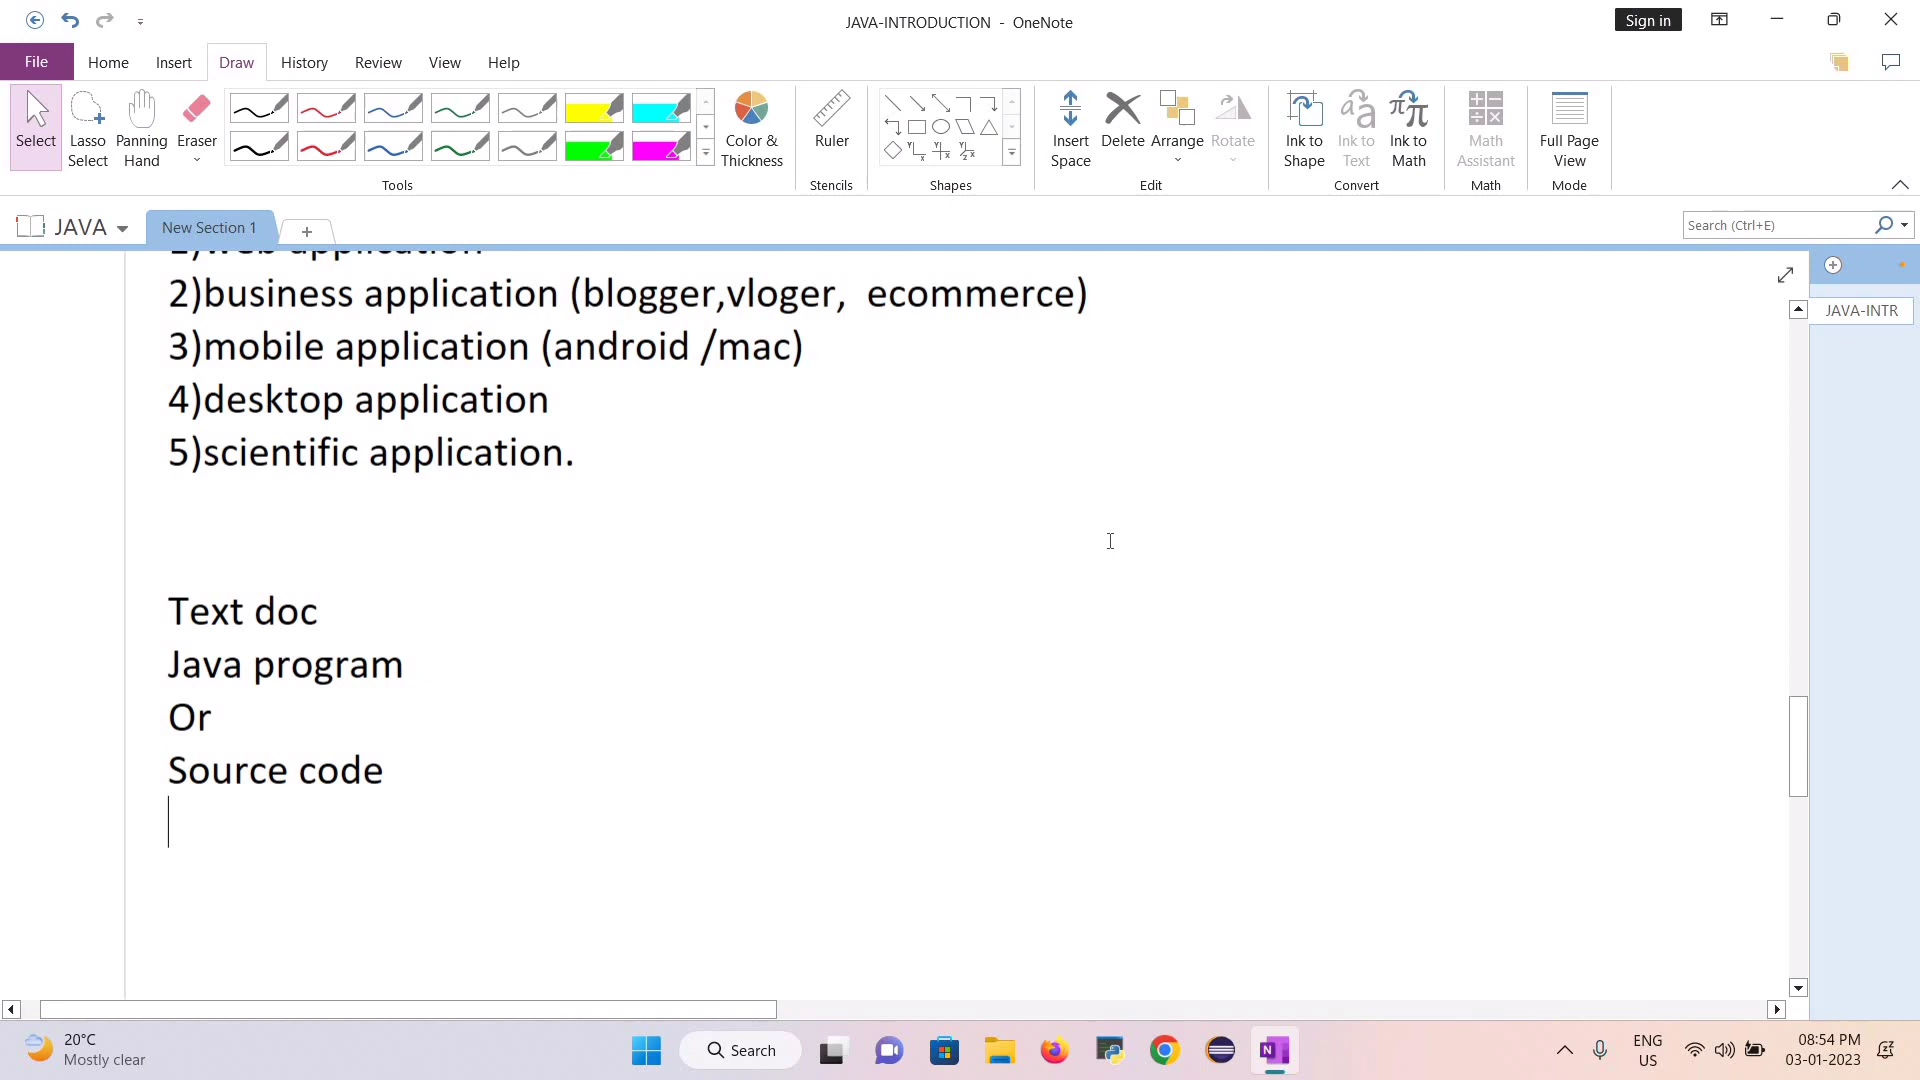 JAVA-INTRODUCTION - OneNote
Sign in
File
Home
Insert
Draw
History
Review
View
Help
Select
Lasso Select
Panning Hand
Eraser
Color & Thickness
Ruler
Insert Space
Delete
Arrange
Rotate
Ink to Shape
Ink to Text
Ink to Math
Math Assistant
Full Page View
Tools
Stencils
Shapes
Edit
Convert
Math
Mode
JAVA
New Section 1
Search (Ctrl+E)
JAVA-INTR
1)web application
2)business application (blogger,vloger,  ecommerce)
3)mobile application (android /mac)
4)desktop application
5)scientific application.
Text doc
Java program
Or
Source code
20°C
Mostly clear
Search
ENG
US
08:54 PM
03-01-2023